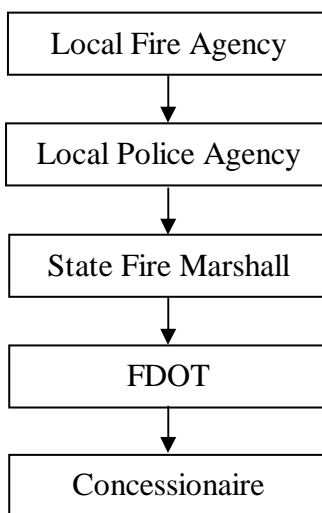 Local Fire Agency
Local Police Agency
State Fire Marshall
FDOT
Concessionaire